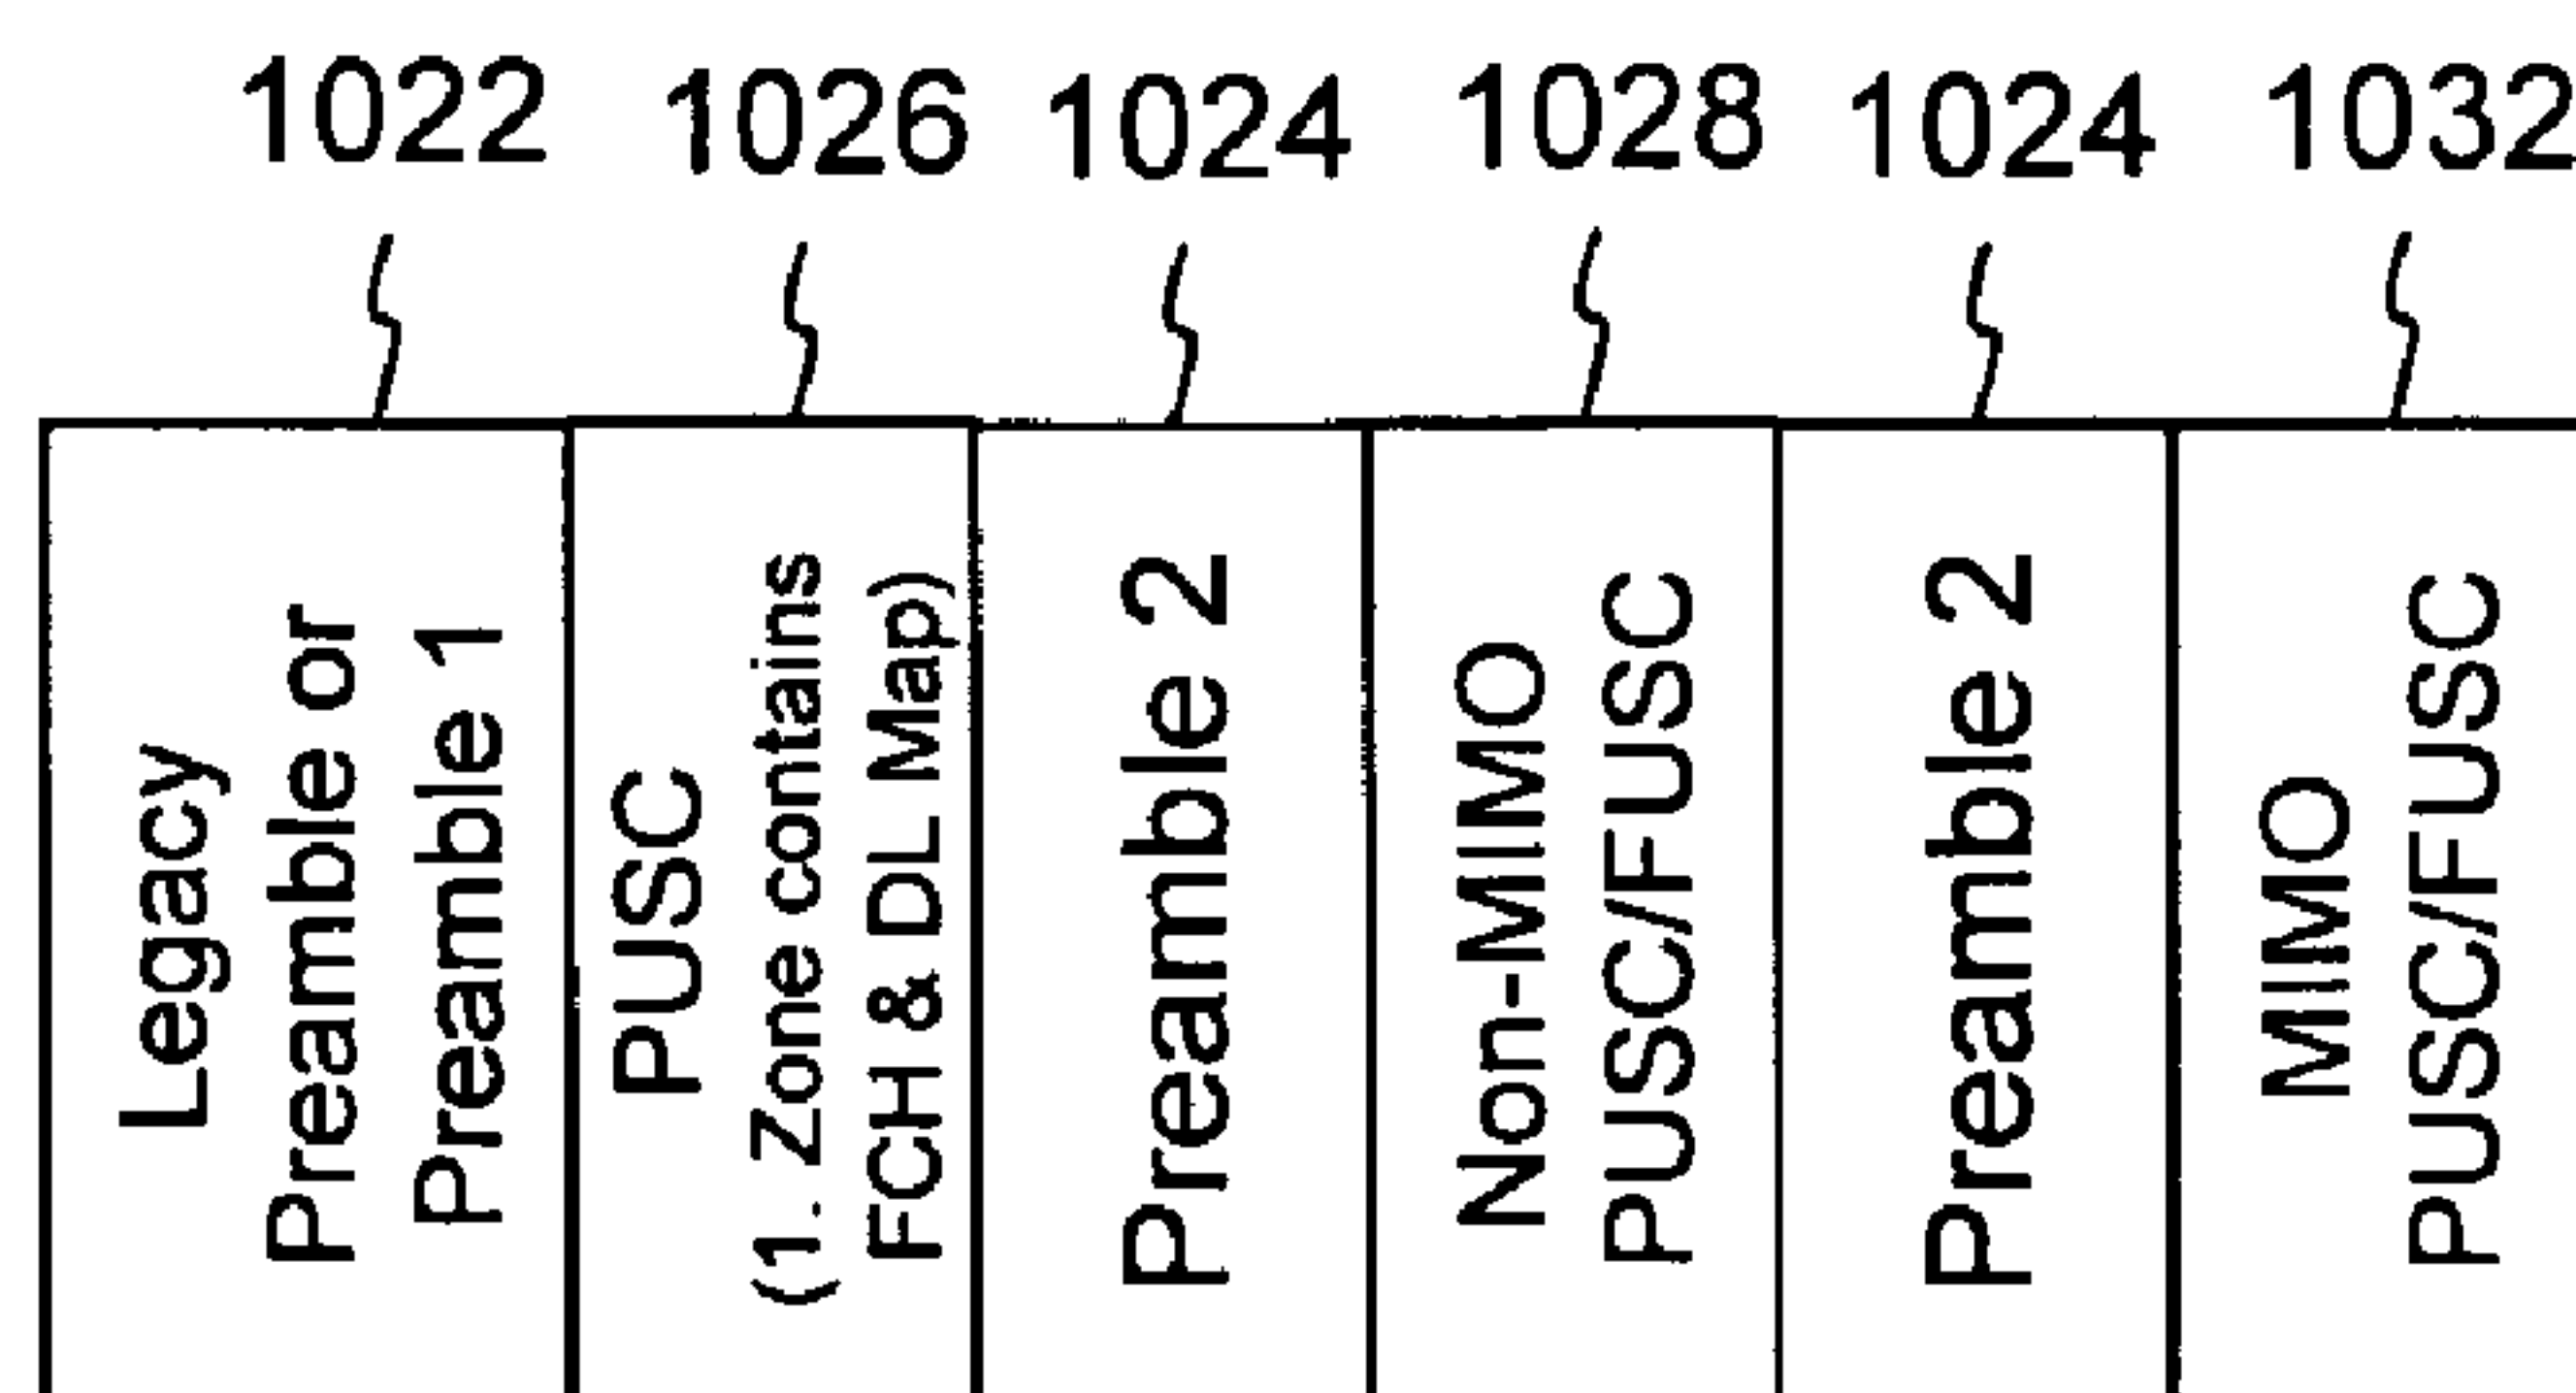 1022 1026 1024 1028 1024 1032
Legacy
Preamble or
Preamble 1
PUSC
(1. Zone contains
FCH & DL Map)
Preamble 2
Non-MIMO
PUSC/FUSC
Preamble 2
MIMO
PUSC/FUSC